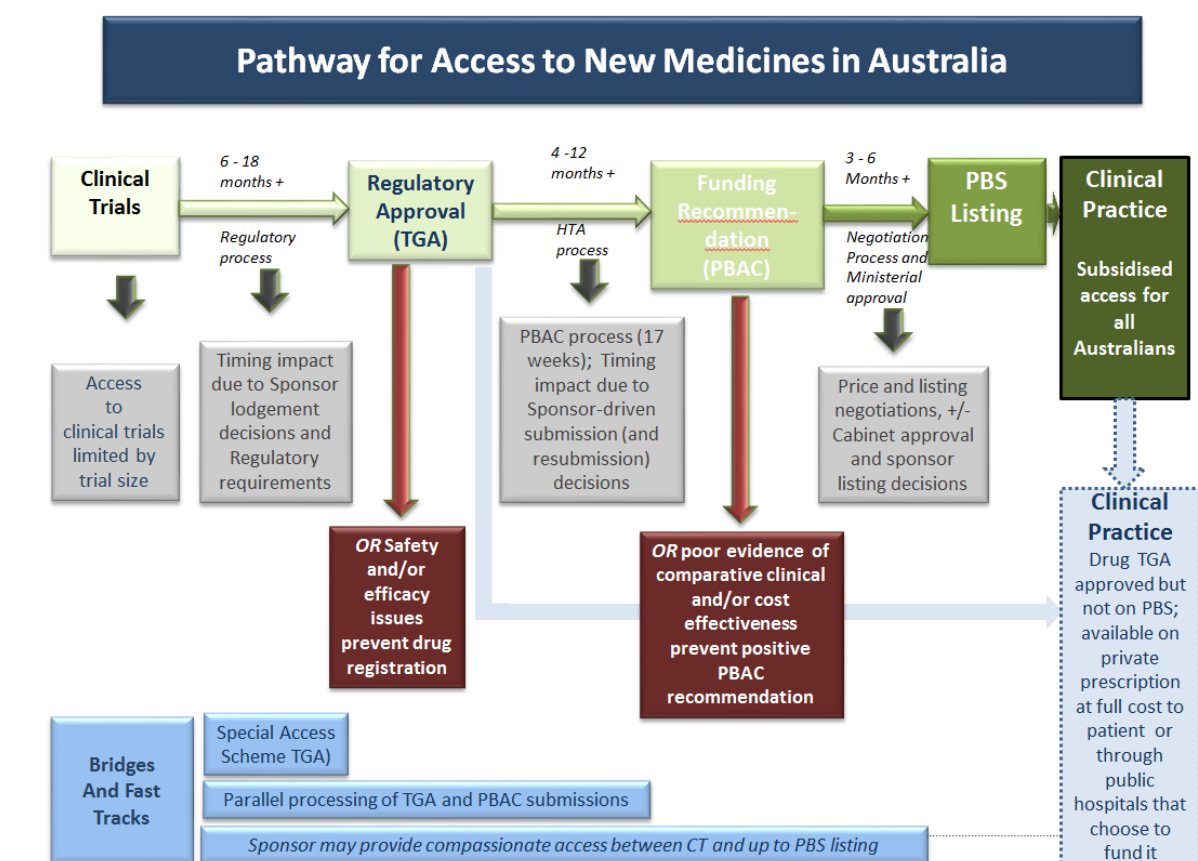 Pathway for Access to New Medicines in Australia
Clinical
Trials
6 - 18
months +
Regulatory
process
Regulatory
Approval
(TGA)
4 -12
months +
HTA
process
Funding
Recommen-
dation
(PBAC)
3 - 6
Months +
Negotiation
Process and
Ministerial
approval
PBS
Listing
Clinical
Practice
Subsidised
access for
all
Australians
Access
to
clinical trials
limited by
trial size
Timing impact
due to Sponsor
lodgement
decisions and
Regulatory
requirements
PBAC process (17
weeks); Timing
impact due to
Sponsor-driven
submission (and
resubmission)
decisions
Price and listing
negotiations, +/-
Cabinet approval
and sponsor
listing decisions
OR Safety
and/or
efficacy
issues
prevent drug
registration
OR poor evidence of
comparative clinical
and/or cost
effectiveness
prevent positive
PBAC
recommendation
Clinical
Practice
Drug TGA
approved but
not on PBS;
available on
private
prescription
at full cost to
patient or
through
public
hospitals that
choose to
fund it
Bridges
And Fast
Tracks
Special Access
Scheme TGA)
Parallel processing of TGA and PBAC submissions
Sponsor may provide compassionate access between CT and up to PBS listing